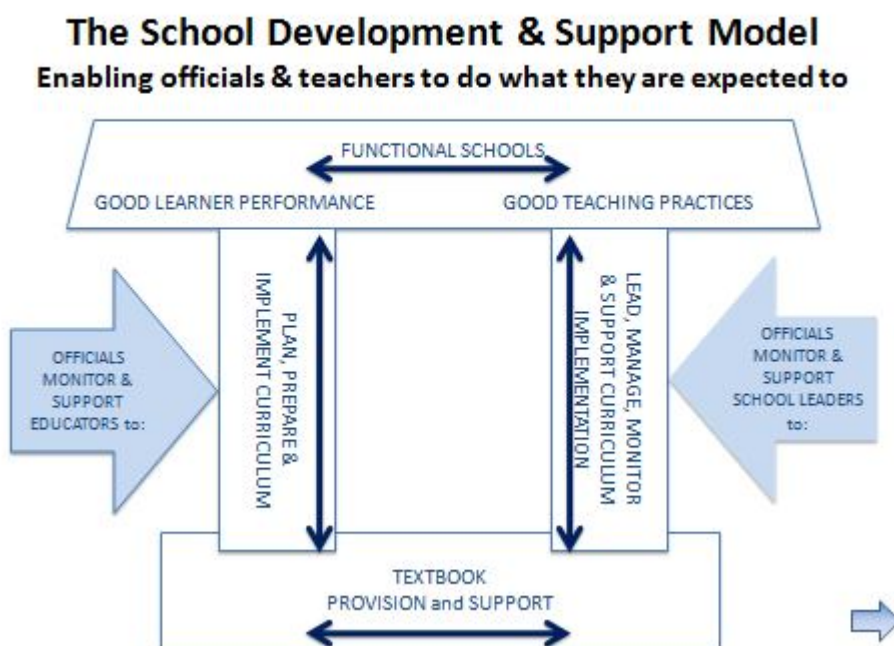 The School Development & Support Model
Enabling officials & teachers to do what they are expected to
FUNCTIONAL SCHOOLS
GOOD LEARNER PERFORMANCE
GOOD TEACHING PRACTICES
OFFICIALS
MONITOR &
SUPPORT
EDUCATORS to:
PLAN, PREPARE &
IMPLEMENT CURRICULUM
LEAD, MANAGE, MONITOR
& SUPPORT CURRICULUM
IMPLEMENTATION
OFFICIALS
MONITOR &
SUPPORT
SCHOOL LEADERS
to:
TEXTBOOK
PROVISION and SUPPORT